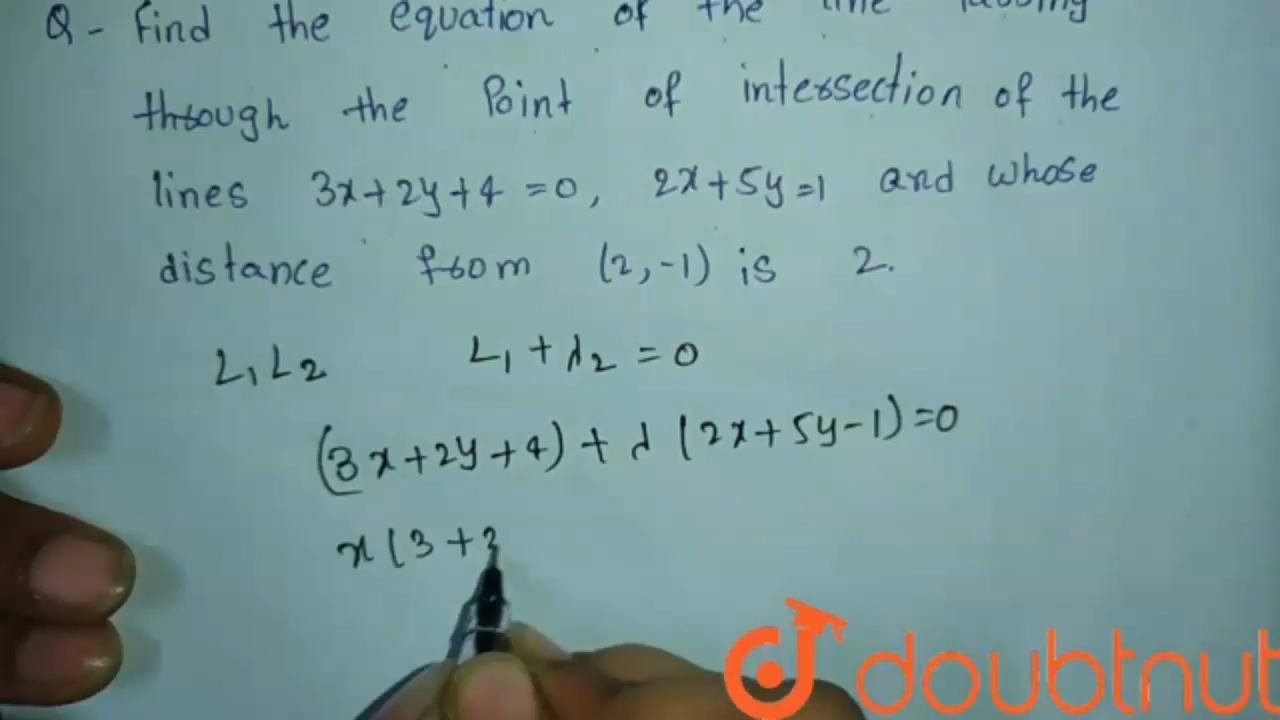 Q- Find the equation of the line
through the Point of intersection of the
lines 3x+2y+4=0, 2x+5y=1 and whose
distance from (2,-1) is 2.
L₁L₂ L₁+λ₂=0
(3x+2y+4)+λ(2x+5y-1)=0
x(3+
doubtnut